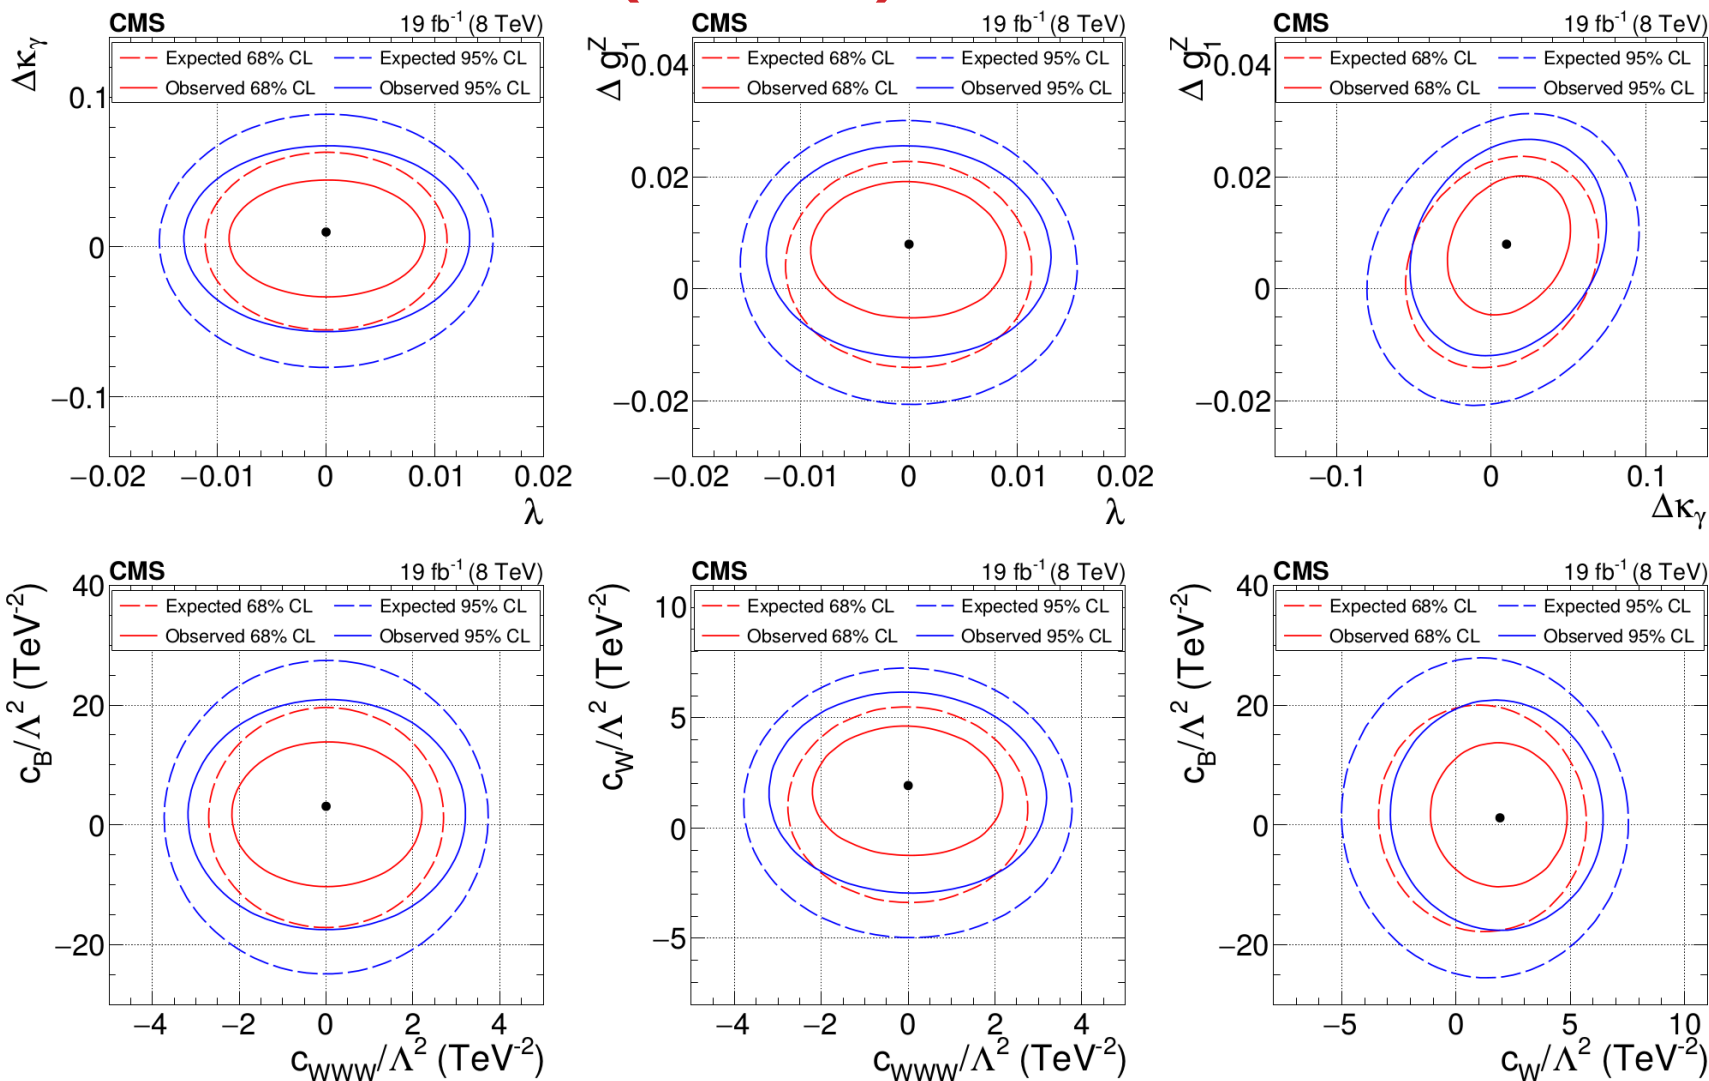 CMS 19 fb⁻¹ (8 TeV)
Δκγ
Expected 68% CL Expected 95% CL
Observed 68% CL Observed 95% CL
0.1
0
−0.1
−0.02 −0.01 0 0.01 0.02
λ
CMS 19 fb⁻¹ (8 TeV)
Δ g₁ᶻ
Expected 68% CL Expected 95% CL
Observed 68% CL Observed 95% CL
0.04
0.02
0
−0.02
−0.02 −0.01 0 0.01 0.02
λ
CMS 19 fb⁻¹ (8 TeV)
Δ g₁ᶻ
Expected 68% CL Expected 95% CL
Observed 68% CL Observed 95% CL
0.04
0.02
0
−0.02
−0.1 0 0.1
Δκγ
CMS 19 fb⁻¹ (8 TeV)
c_B/Λ² (TeV⁻²)
Expected 68% CL Expected 95% CL
Observed 68% CL Observed 95% CL
40
20
0
−20
−4 −2 0 2 4
c_WWW/Λ² (TeV⁻²)
CMS 19 fb⁻¹ (8 TeV)
c_W/Λ² (TeV⁻²)
Expected 68% CL Expected 95% CL
Observed 68% CL Observed 95% CL
10
5
0
−5
−4 −2 0 2 4
c_WWW/Λ² (TeV⁻²)
CMS 19 fb⁻¹ (8 TeV)
c_B/Λ² (TeV⁻²)
Expected 68% CL Expected 95% CL
Observed 68% CL Observed 95% CL
40
20
0
−20
−5 0 5 10
c_W/Λ² (TeV⁻²)